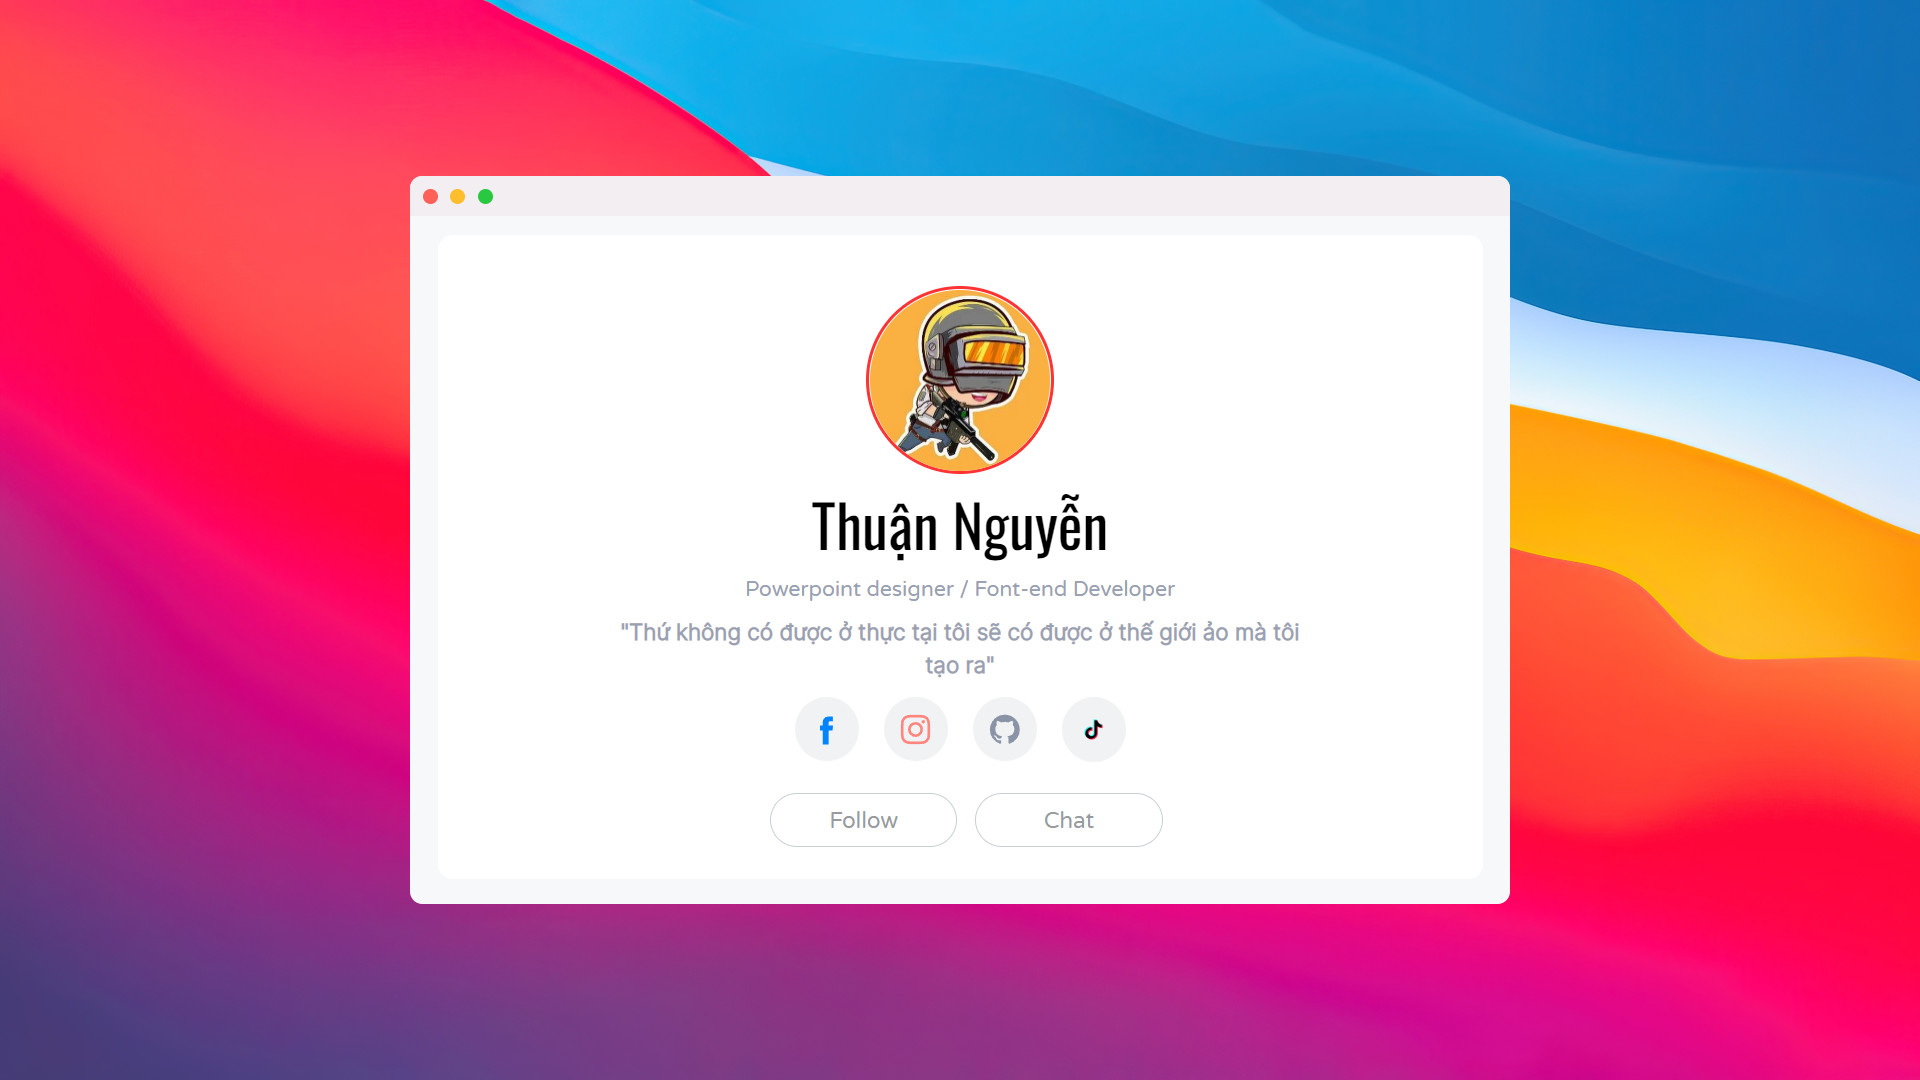 Thuận Nguyễn
Powerpoint designer / Font-end Developer
"Thứ không có được ở thực tại tôi sẽ có được ở thế giới ảo mà tôi
tạo ra"
Follow
Chat